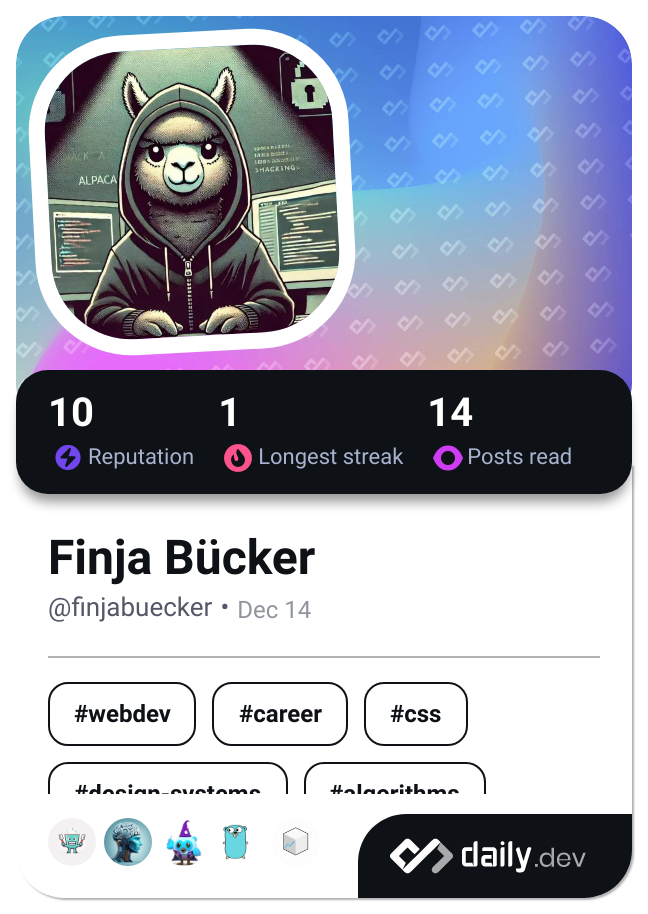 ALPACA
HACKING
10 1 14
Reputation Longest streak Posts read
Finja Bücker
@finjabuecker • Dec 14
#webdev #career #css
#design-systems #algorithms
daily.dev